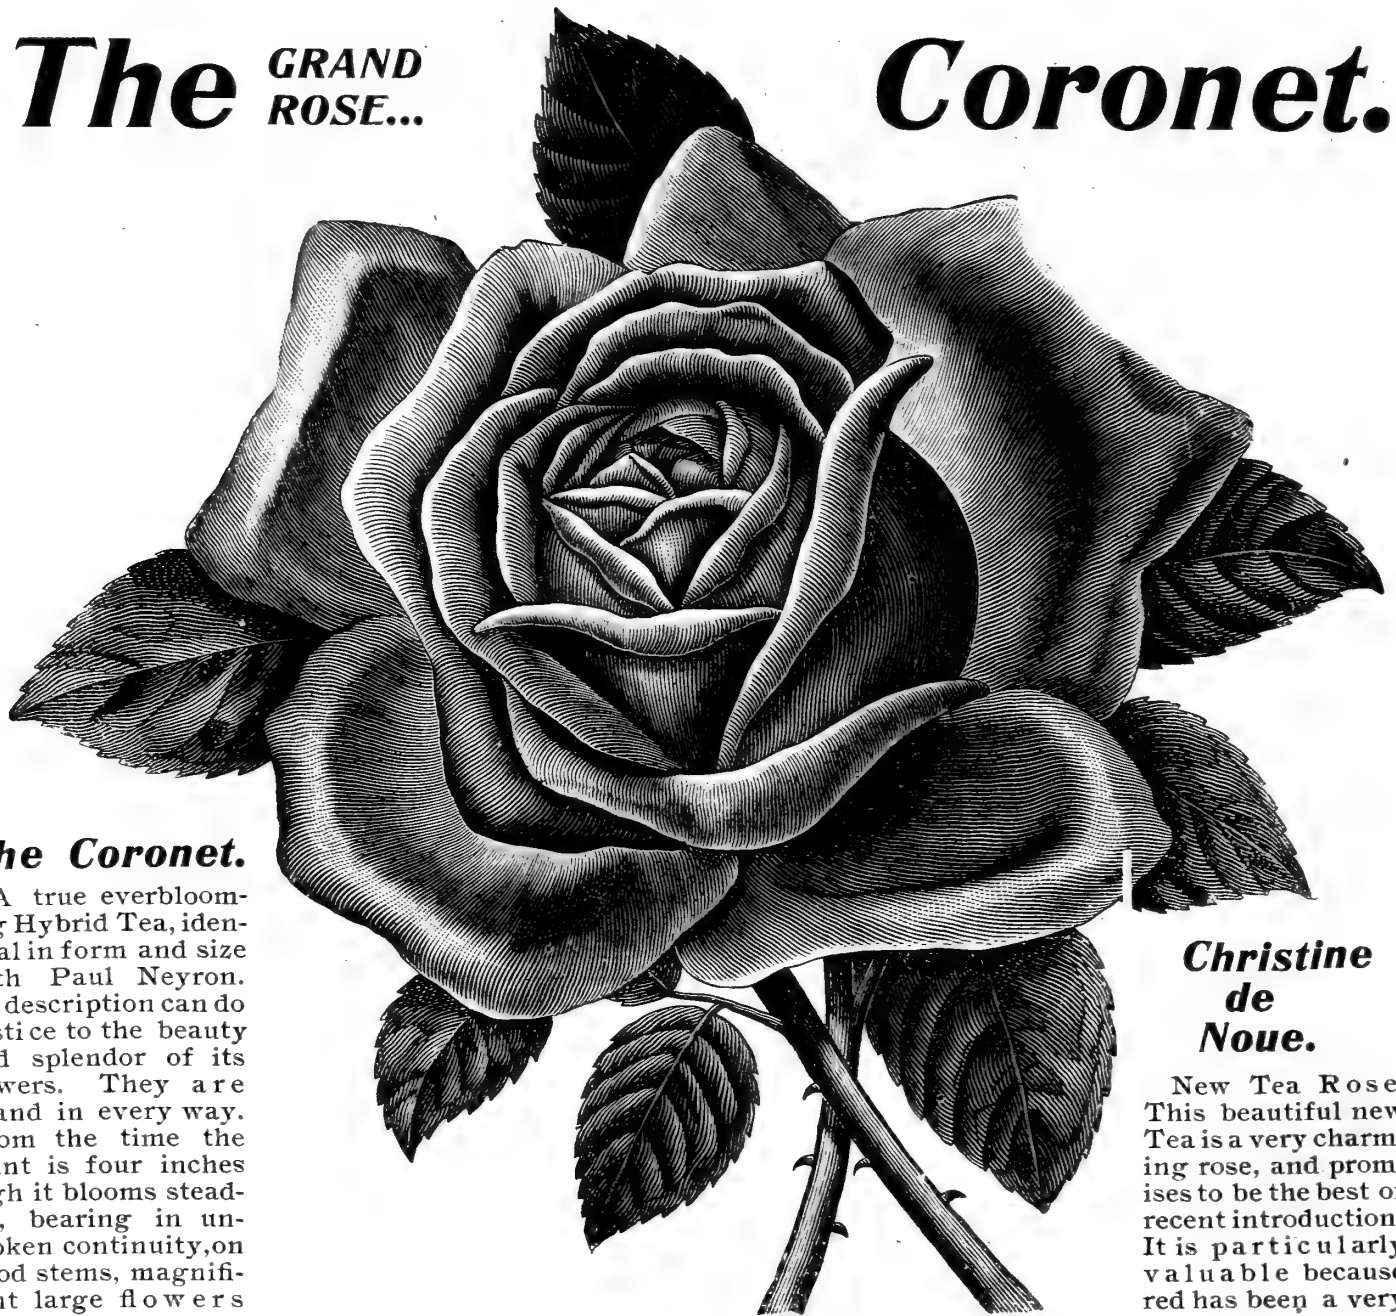 The GRAND Coronet.
ROSE...
he Coronet.
A true everbloom-
g Hybrid Tea, iden-
al in form and size
th Paul Neyron.
description can do
stice to the beauty
d splendor of its
wers. They are
and in every way.
om the time the
nt is four inches
gh it blooms stead-
, bearing in un-
oken continuity, on
od stems, magnifi-
nt large flowers
Christine
de
Noue.
New Tea Rose
This beautiful new
Tea is a very charm
ing rose, and prom
ises to be the best of
recent introduction
It is particularly
valuable because
red has been a very